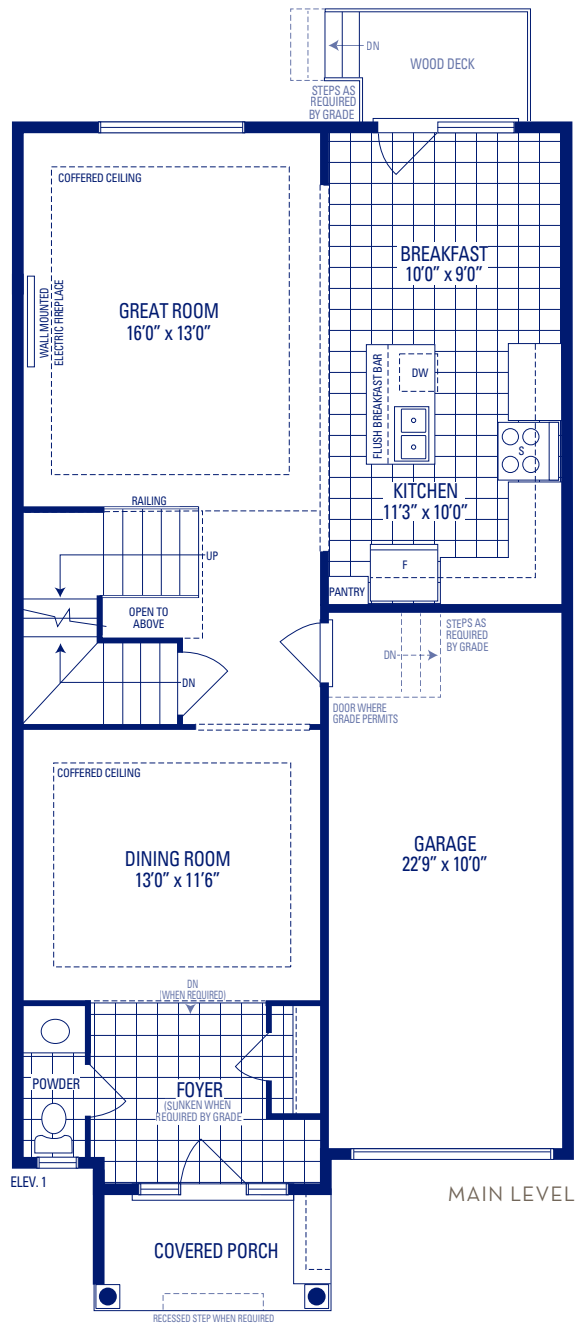 DN
WOOD DECK
STEPS AS
REQUIRED
BY GRADE
COFFERED CEILING
BREAKFAST
10'0" x 9'0"
WALL MOUNTED
ELECTRIC FIREPLACE
GREAT ROOM
16'0" x 13'0"
FLUSH BREAKFAST BAR
DW
S
KITCHEN
11'3" x 10'0"
RAILING
UP
F
PANTRY
OPEN TO
ABOVE
STEPS AS
REQUIRED
BY GRADE
DN
DN
DOOR WHERE
GRADE PERMITS
COFFERED CEILING
DINING ROOM
13'0" x 11'6"
GARAGE
22'9" x 10'0"
DN
(WHEN REQUIRED)
POWDER
FOYER
(SUNKEN WHEN
REQUIRED BY GRADE
ELEV. 1
MAIN LEVEL
COVERED PORCH
RECESSED STEP WHEN REQUIRED